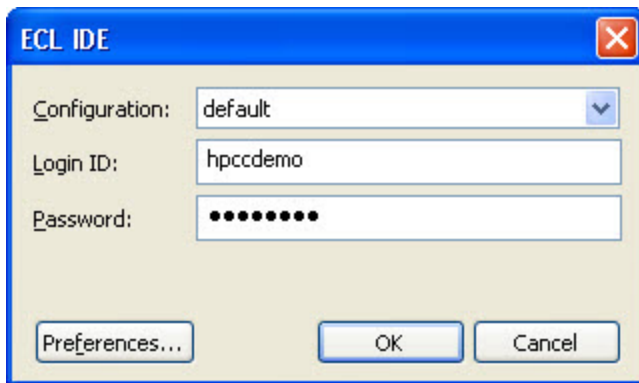 ECL IDE
Configuration: default
Login ID: hpccdemo
Password: ••••••••
Preferences... OK Cancel